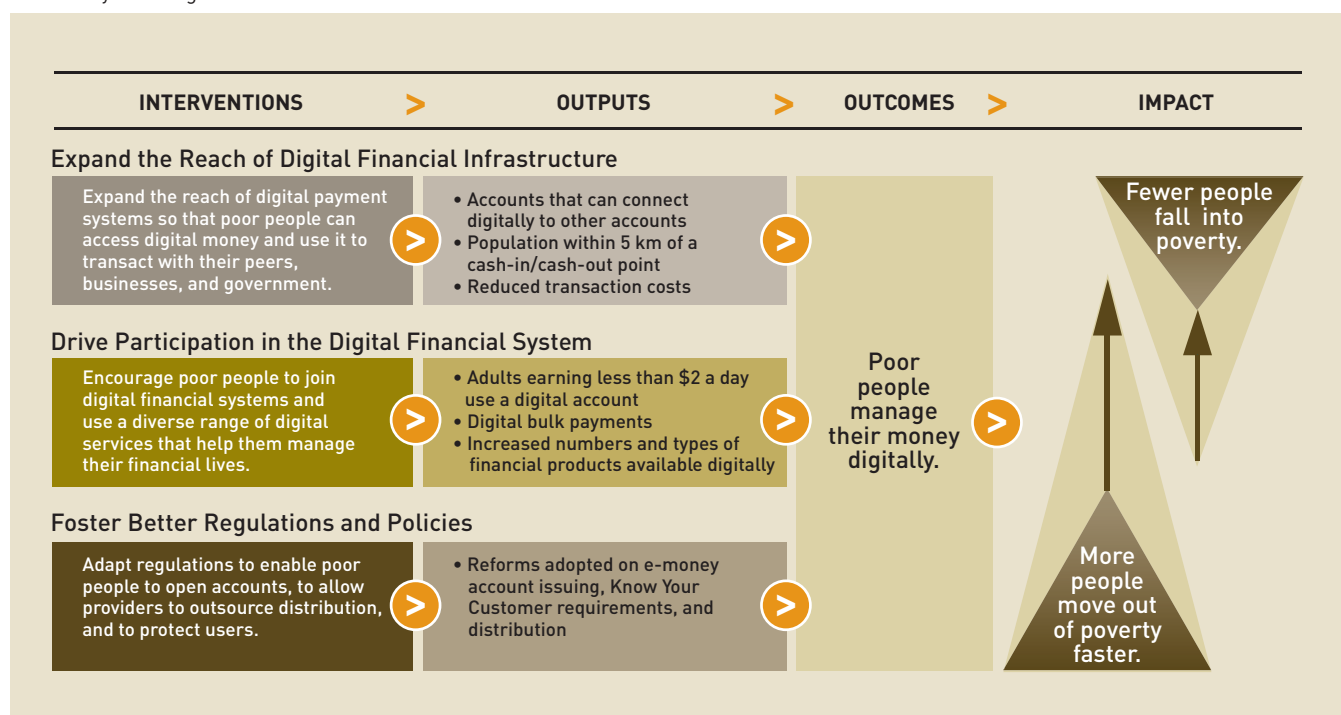 INTERVENTIONS > OUTPUTS > OUTCOMES > IMPACT
Expand the Reach of Digital Financial Infrastructure
Expand the reach of digital payment
systems so that poor people can
access digital money and use it to
transact with their peers,
businesses, and government.
>
• Accounts that can connect
digitally to other accounts
• Population within 5 km of a
cash-in/cash-out point
• Reduced transaction costs
>
Drive Participation in the Digital Financial System
Encourage poor people to join
digital financial systems and
use a diverse range of digital
services that help them manage
their financial lives.
>
• Adults earning less than $2 a day
use a digital account
• Digital bulk payments
• Increased numbers and types of
financial products available digitally
>
Foster Better Regulations and Policies
Adapt regulations to enable poor
people to open accounts, to allow
providers to outsource distribution,
and to protect users.
>
• Reforms adopted on e-money
account issuing, Know Your
Customer requirements, and
distribution
>
Poor
people
manage
their money
digitally.
>
Fewer people
fall into
poverty.
More
people
move out
of poverty
faster.